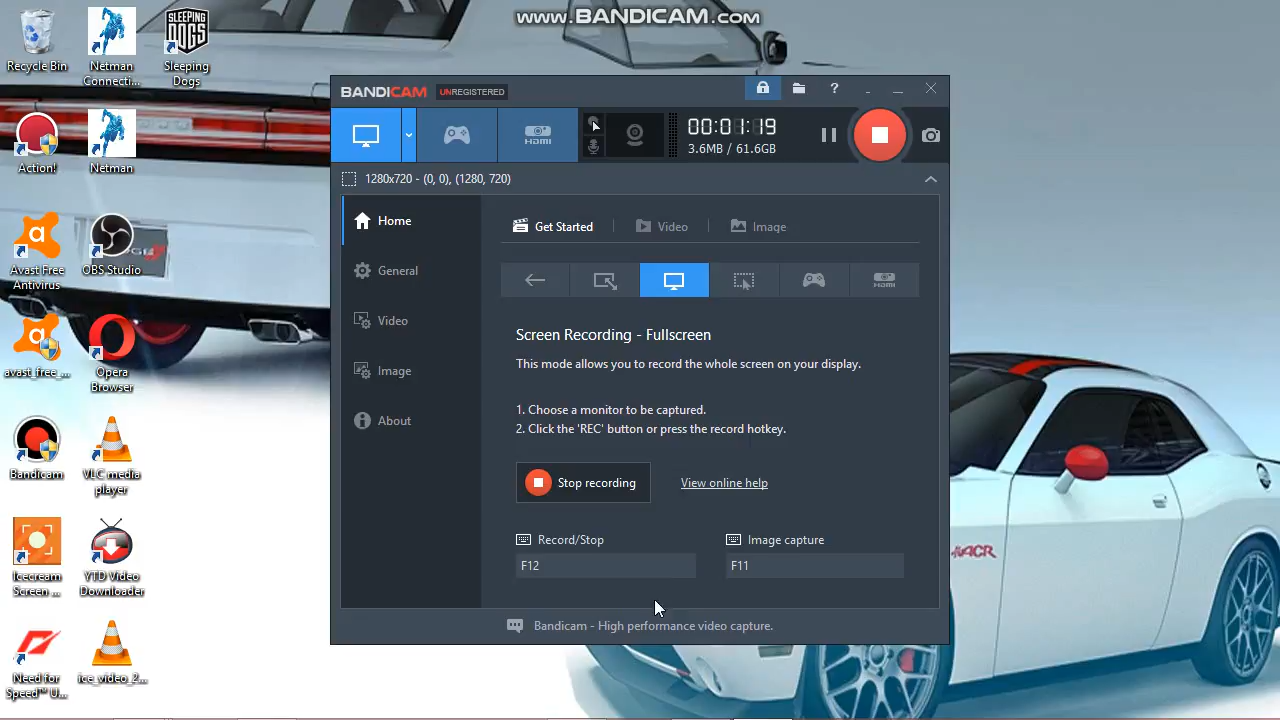 www.BANDICAM.com
Recycle Bin
Netman Connecti...
SLEEPING DOGS
Sleeping Dogs
Action!
Netman
Avast Free Antivirus
OBS Studio
avast_free_...
Opera Browser
Bandicam
VLC media player
Icecream Screen ...
YTD Video Downloader
Need for Speed™ U...
ice_video_2...
BANDICAM UNREGISTERED
?
HDMI
00:01:19
3.6MB / 61.6GB
1280x720 - (0, 0), (1280, 720)
Home
General
Video
Image
About
Get Started
Video
Image
HDMI
Screen Recording - Fullscreen
This mode allows you to record the whole screen on your display.
1. Choose a monitor to be captured.
2. Click the 'REC' button or press the record hotkey.
Stop recording
View online help
Record/Stop
Image capture
F12
F11
Bandicam - High performance video capture.